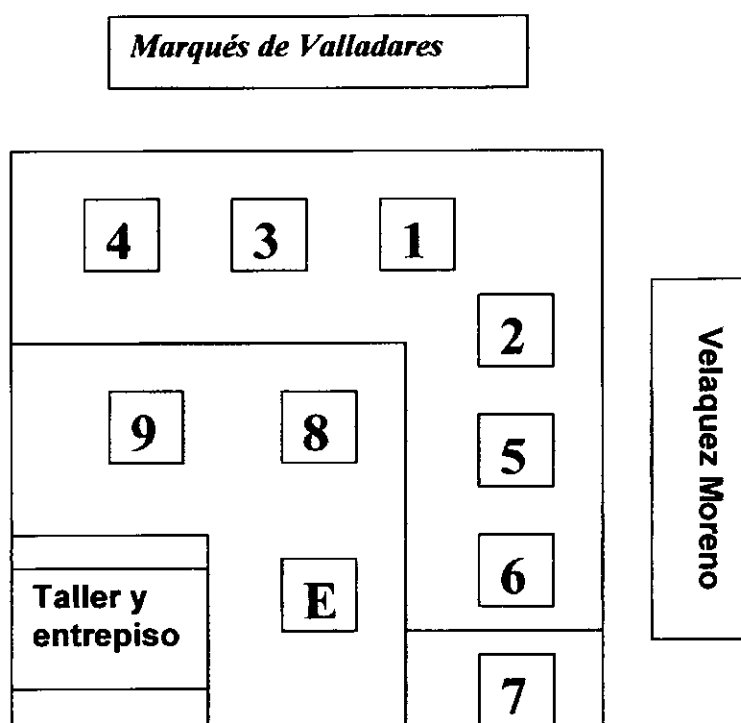 Marqués de Valladares
4 3 1
2
Velaquez Moreno
9 8
5
6
E
Taller y
entrepiso
7